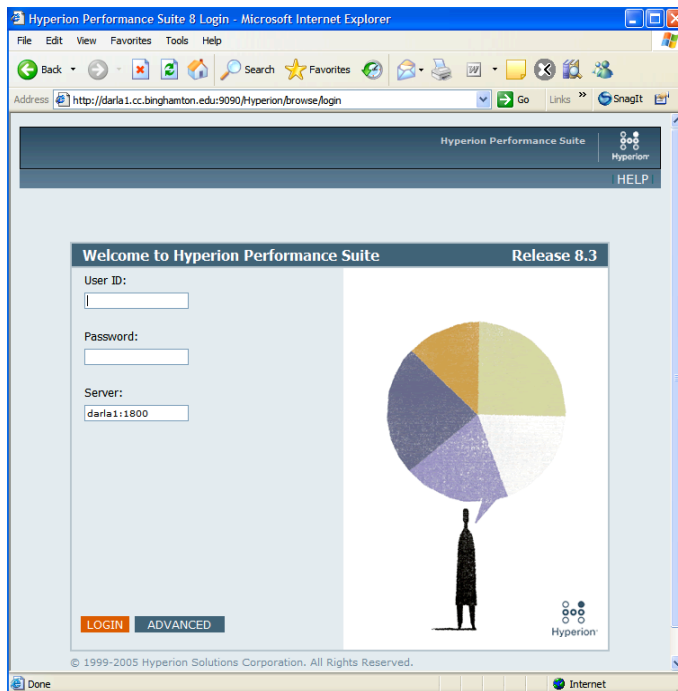 Hyperion Performance Suite 8 Login - Microsoft Internet Explorer
File Edit View Favorites Tools Help
Back Search Favorites
Address http://darla1.cc.binghamton.edu:9090/Hyperion/browse/login Go Links » SnagIt
Hyperion Performance Suite
Hyperion
HELP
Welcome to Hyperion Performance Suite Release 8.3
User ID:
Password:
Server:
darla1:1800
LOGIN ADVANCED
Hyperion
© 1999-2005 Hyperion Solutions Corporation. All Rights Reserved.
Done Internet